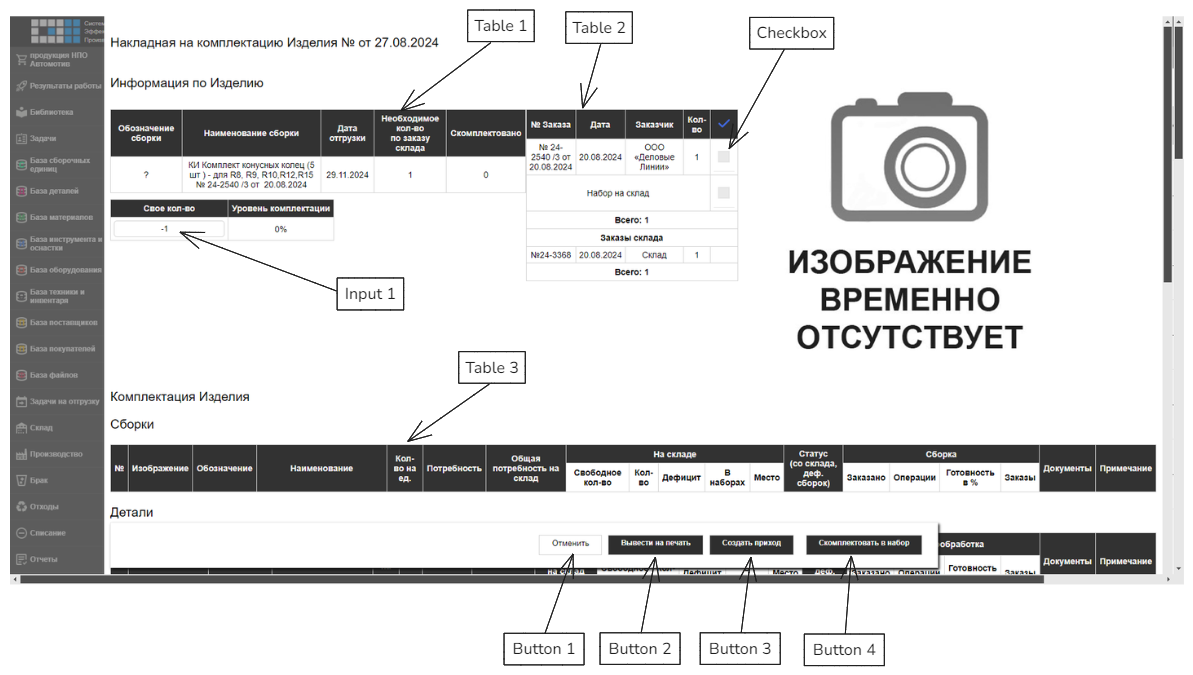 Table 1
Table 2
Checkbox
Систем
Эффек
Произв
Накладная на комплектацию Изделия № от 27.08.2024
Информация по Изделию
Обозначение сборки
Наименование сборки
Дата отгрузки
Необходимое кол-во по заказу склада
Скомплектовано
?
КИ Комплект конусных колец (5
шт ) - для R8, R9, R10,R12,R15
№ 24-2540 /3 от 20.08.2024
29.11.2024
1
0
Свое кол-во
Уровень комплектации
-1
0%
№ Заказа
Дата
Заказчик
Кол-во
№ 24-
2540 /3 от
20.08.2024
20.08.2024
ООО
«Деловые
Линии»
1
Набор на склад
Всего: 1
Заказы склада
№24-3368
20.08.2024
Склад
1
Всего: 1
Input 1
ИЗОБРАЖЕНИЕ
ВРЕМЕННО
ОТСУТСТВУЕТ
продукция НПО
Автомотив
Результаты работы
Библиотека
Задачи
База сборочных
единиц
База деталей
База материалов
База инструмента и
оснастки
База оборудования
База техники и
инвентаря
База поставщиков
База покупателей
База файлов
Задачи на отгрузку
Склад
Производство
Брак
Отходы
Списание
Отчеты
Table 3
Комплектация Изделия
Сборки
№
Изображение
Обозначение
Наименование
Кол-
во на
ед.
Потребность
Общая
потребность на
склад
На складе
Свободное
кол-во
Кол-
во
Дефицит
В
наборах
Место
Статус
(со склада,
деф.
сборок)
Сборка
Заказано
Операции
Готовность
в %
Заказы
Документы
Примечание
Детали
Отменить
Вывести на печать
Создать приход
Скомплектовать в набор
обработка
на склад
Дефицит
Место
Заказано
Операции
Готовность
Заказы
Документы
Примечание
Button 1
Button 2
Button 3
Button 4